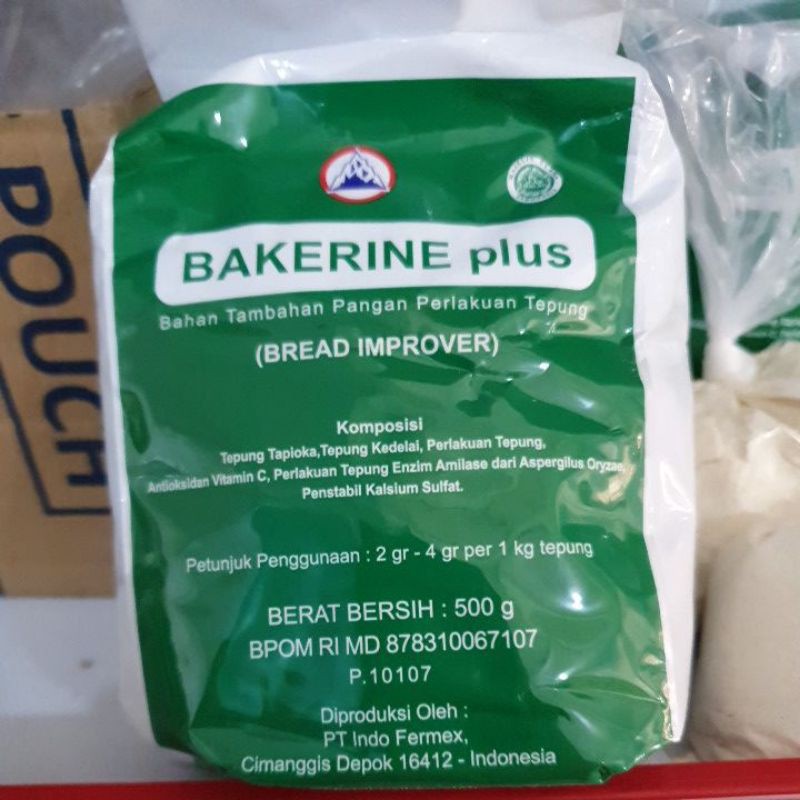 POUCH
BAKERINE plus
Bahan Tambahan Pangan Perlakuan Tepung
(BREAD IMPROVER)
Komposisi
Tepung Tapioka,Tepung Kedelai, Perlakuan Tepung,
Antioksidan Vitamin C, Perlakuan Tepung Enzim Amilase dari Aspergilus Oryzae,
Penstabil Kalsium Sulfat.
Petunjuk Penggunaan : 2 gr - 4 gr per 1 kg tepung
BERAT BERSIH : 500 g
BPOM RI MD 878310067107
P.10107
Diproduksi Oleh :
PT Indo Fermex,
Cimanggis Depok 16412 - Indonesia